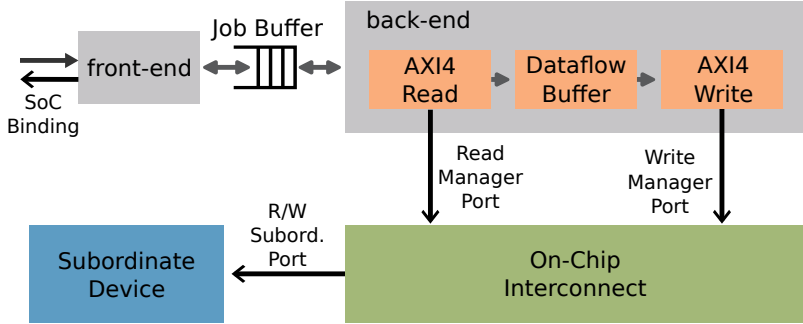 Job Buffer
back-end
front-end
AXI4
Read
Dataflow
Buffer
AXI4
Write
SoC
Binding
Read
Manager
Port
Write
Manager
Port
R/W
Subord.
Port
Subordinate
Device
On-Chip
Interconnect